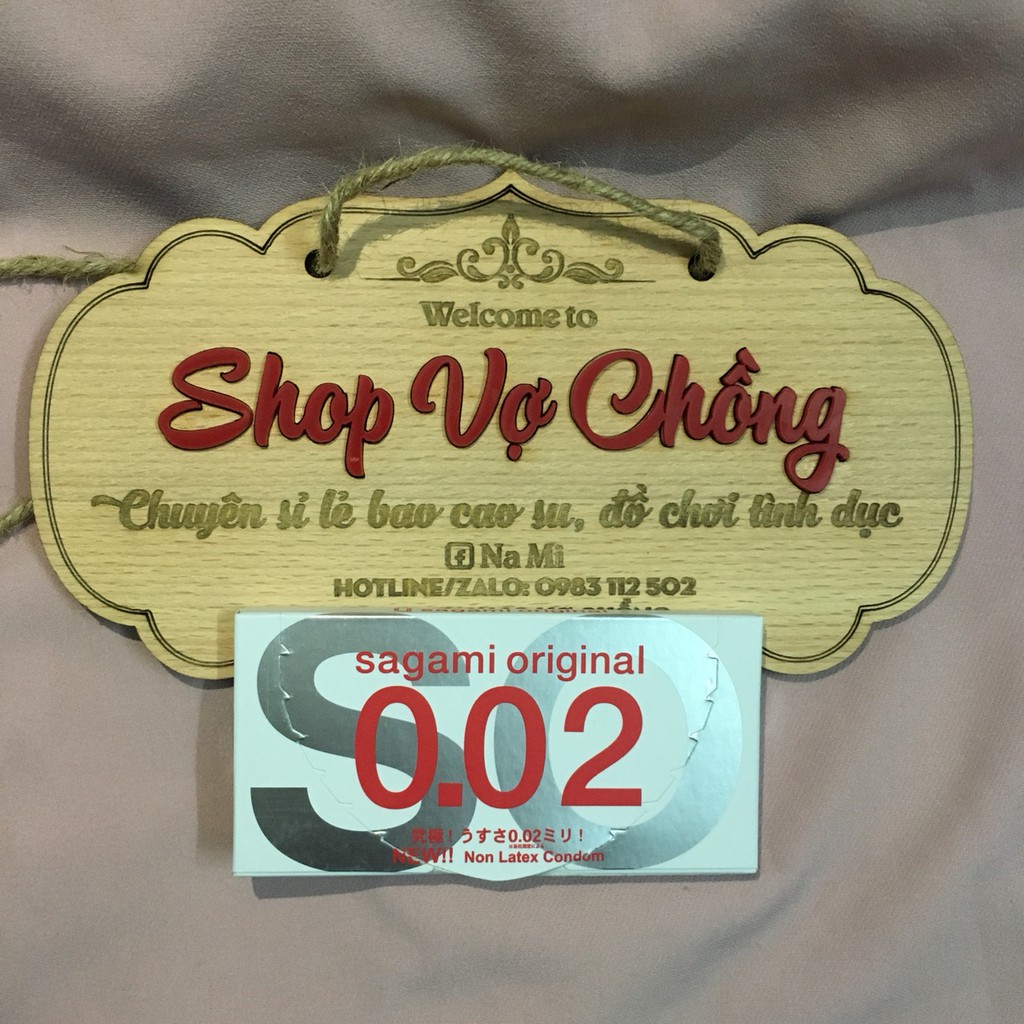 Welcome to
Shop Vợ Chồng
Chuyên sỉ lẻ bao cao su, đồ chơi tình dục
Na Mi
HOTLINE/ZALO: 0983 112 502
SO
sagami original
0.02
究極！うすさ0.02ミリ！
NEW!! Non Latex Condom